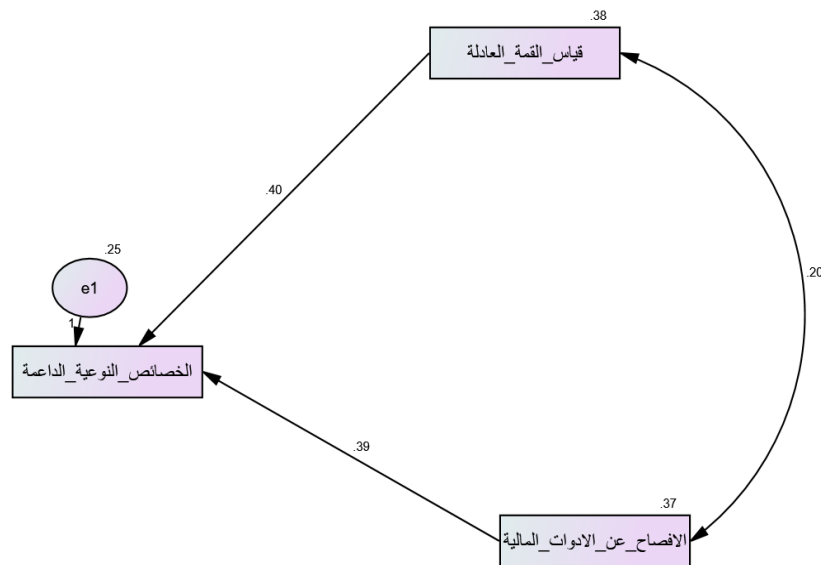 .38
قياس_القمة_العادلة
.40
.25
e1
1
.20
الخصائص_النوعية_الداعمة
.39
.37
الافصاح_عن_الادوات_المالية